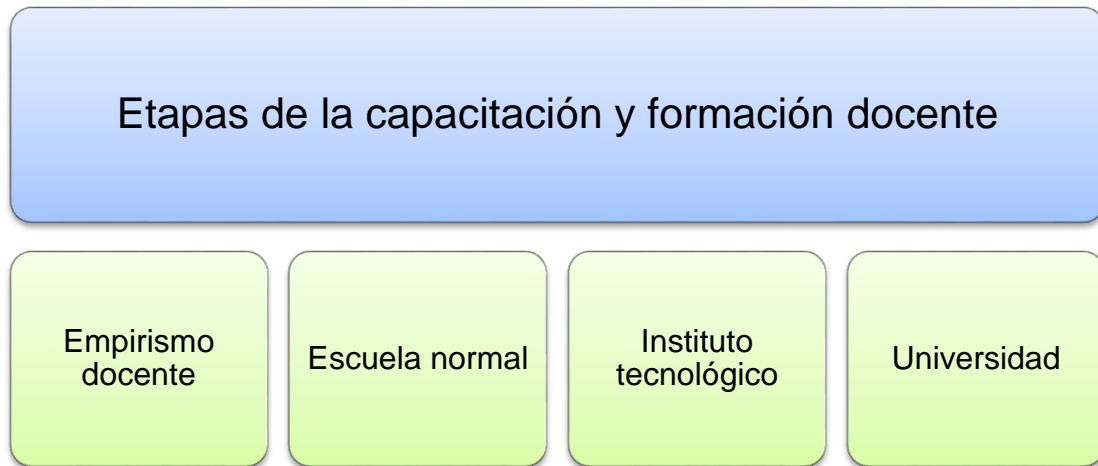 Etapas de la capacitación y formación docente
Empirismo
docente
Escuela normal
Instituto
tecnológico
Universidad